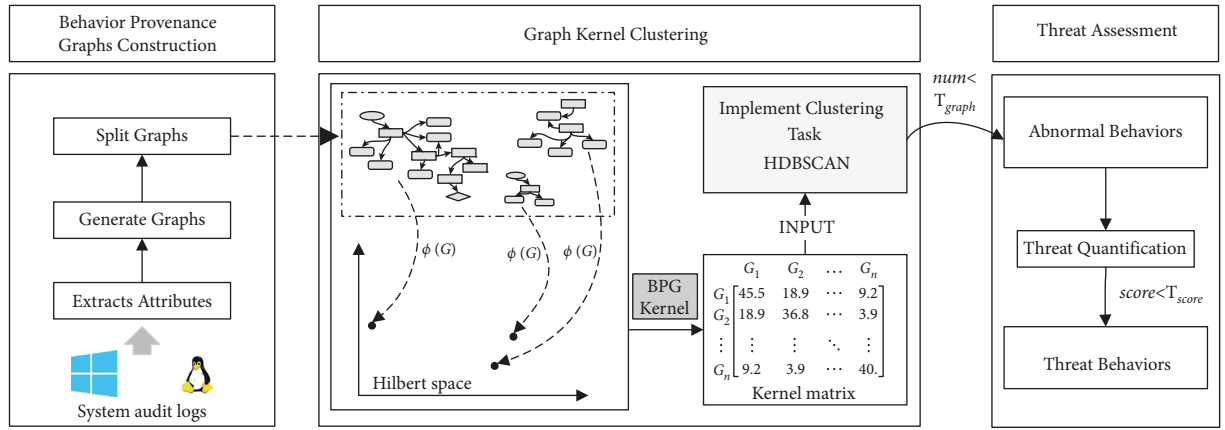 Behavior Provenance
Graphs Construction
Graph Kernel Clustering
Threat Assessment
Split Graphs
Generate Graphs
Extracts Attributes
System audit logs
ϕ (G)
ϕ (G)
ϕ (G)
Hilbert space
BPG
Kernel
Implement Clustering
Task
HDBSCAN
INPUT
G1 G2 ⋯ Gn
G1 45.5 18.9 ⋯ 9.2
G2 18.9 36.8 ⋯ 3.9
⋮ ⋮ ⋮ ⋱ ⋮
Gn 9.2 3.9 ⋯ 40.
Kernel matrix
num<
Tgraph
Abnormal Behaviors
Threat Quantification
score<Tscore
Threat Behaviors